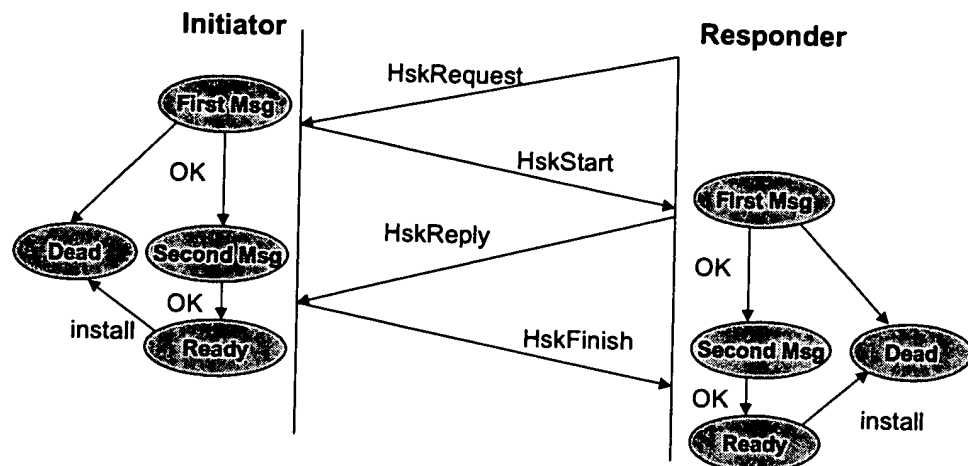 Initiator
Responder
HskRequest
First Msg
OK
HskStart
First Msg
HskReply
Dead
Second Msg
OK
OK
install
Ready
HskFinish
Second Msg
Dead
OK
install
Ready